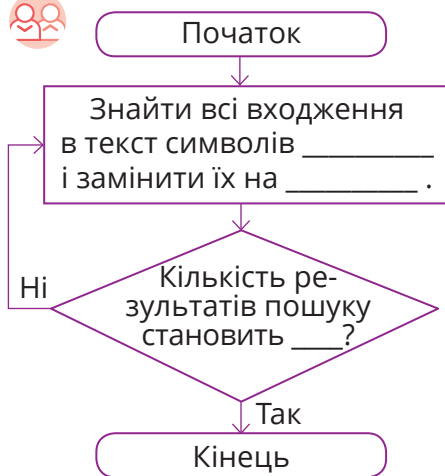 Початок
Знайти всі входження
в текст символів __________
і замінити їх на __________ .
Кількість ре-
зультатів пошуку
становить ____?
Ні
Так
Кінець